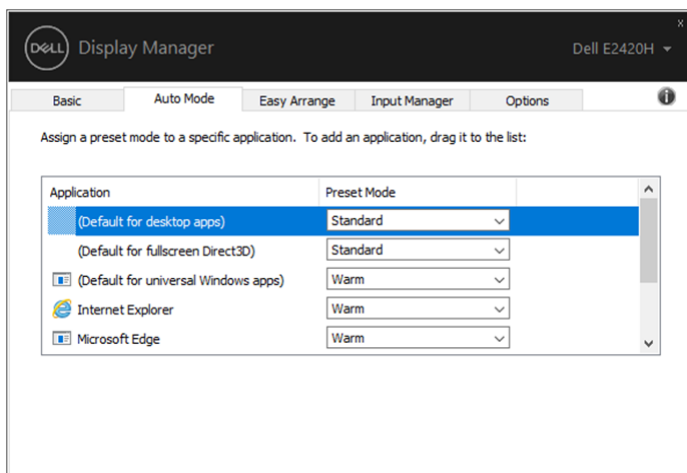 x
DELL Display Manager Dell E2420H
Basic Auto Mode Easy Arrange Input Manager Options
Assign a preset mode to a specific application. To add an application, drag it to the list:
Application Preset Mode
(Default for desktop apps) Standard
(Default for fullscreen Direct3D) Standard
(Default for universal Windows apps) Warm
Internet Explorer Warm
Microsoft Edge Warm